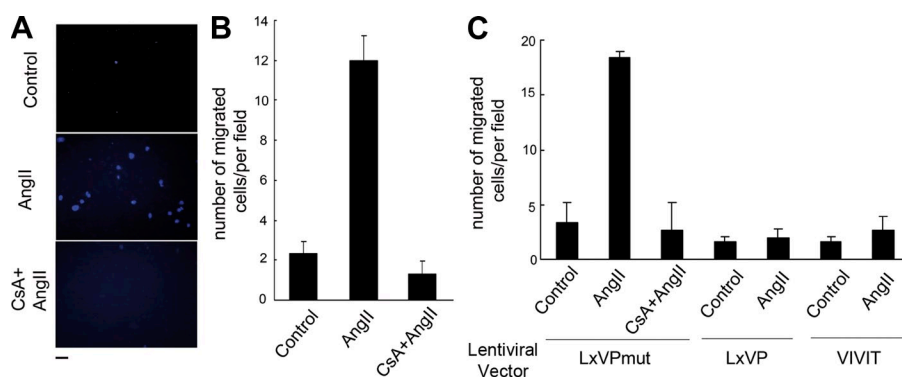 A
Control
AngII
CsA+
AngII
B
number of migrated
cells/per field
14
12
10
8
6
4
2
0
Control
AngII
CsA+AngII
C
number of migrated
cells/per field
20
15
10
5
0
Control
AngII
CsA+AngII
Control
AngII
Control
AngII
Lentiviral
Vector
LxVPmut
LxVP
VIVIT